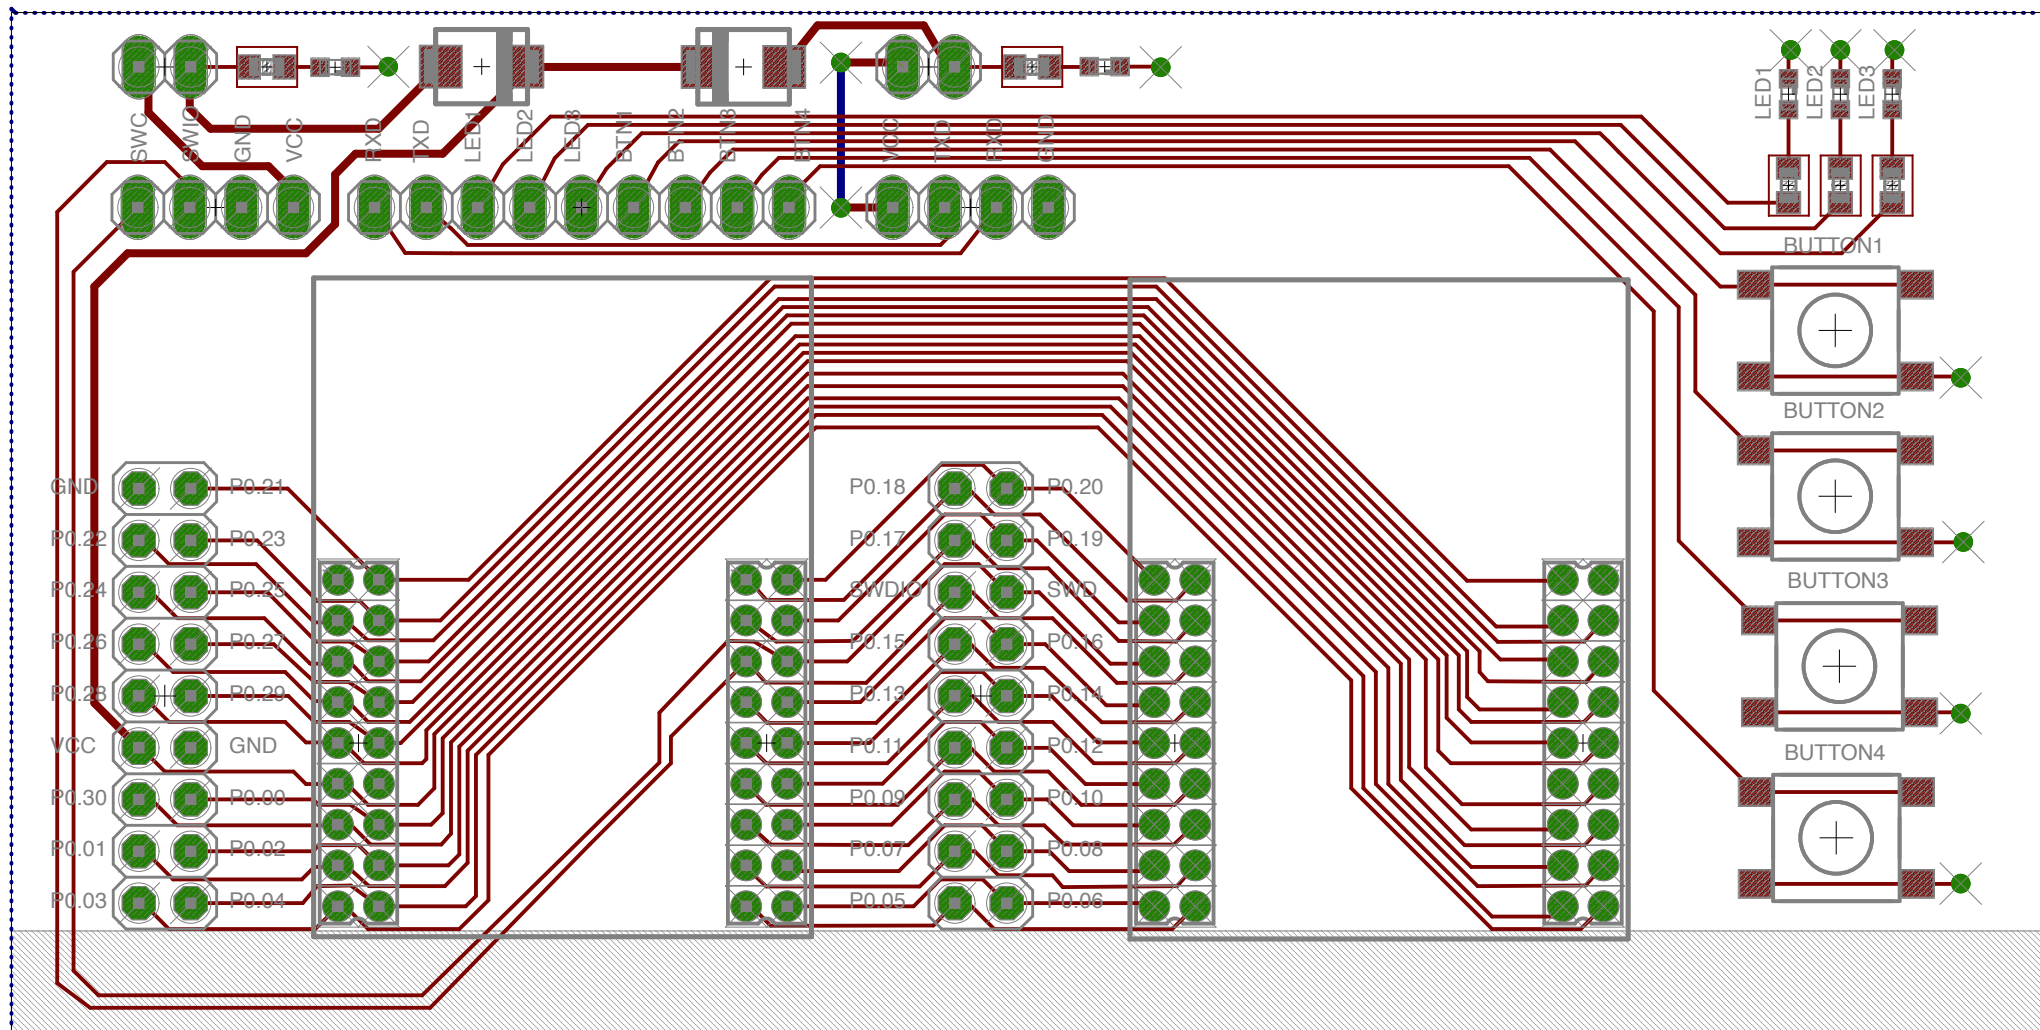 LED1
LED2
LED3
SWC
SWIO
GND
VCC
RXD
TXD
LED1
LED2
LED3
BTN1
BTN2
BTN3
BTN4
VCC
TXD
RXD
GND
BUTTON1
BUTTON2
BUTTON3
BUTTON4
GND P0.21 P0.18 P0.20
P0.22 P0.23 P0.17 P0.19
P0.24 P0.25 SWDIO SWD
P0.26 P0.27 P0.15 P0.16
P0.28 P0.29 P0.13 P0.14
VCC GND P0.11 P0.12
P0.30 P0.00 P0.09 P0.10
P0.01 P0.02 P0.07 P0.08
P0.03 P0.04 P0.05 P0.06